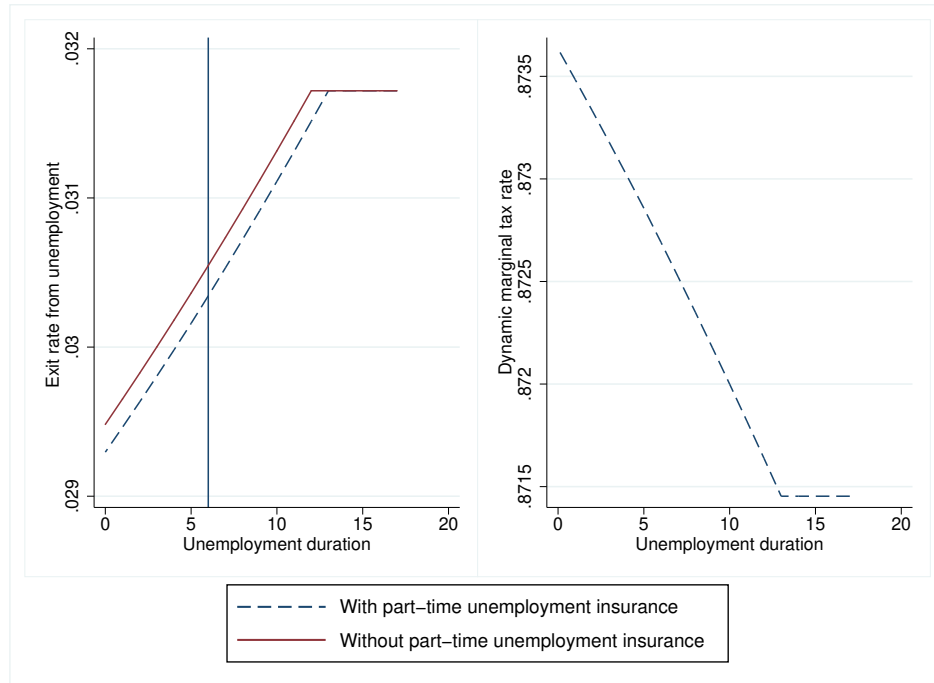 .032
.031
.03
.029
Exit rate from unemployment
0 5 10 15 20
Unemployment duration
.8735
.873
.8725
.872
.8715
Dynamic marginal tax rate
0 5 10 15 20
Unemployment duration
With part−time unemployment insurance
Without part−time unemployment insurance